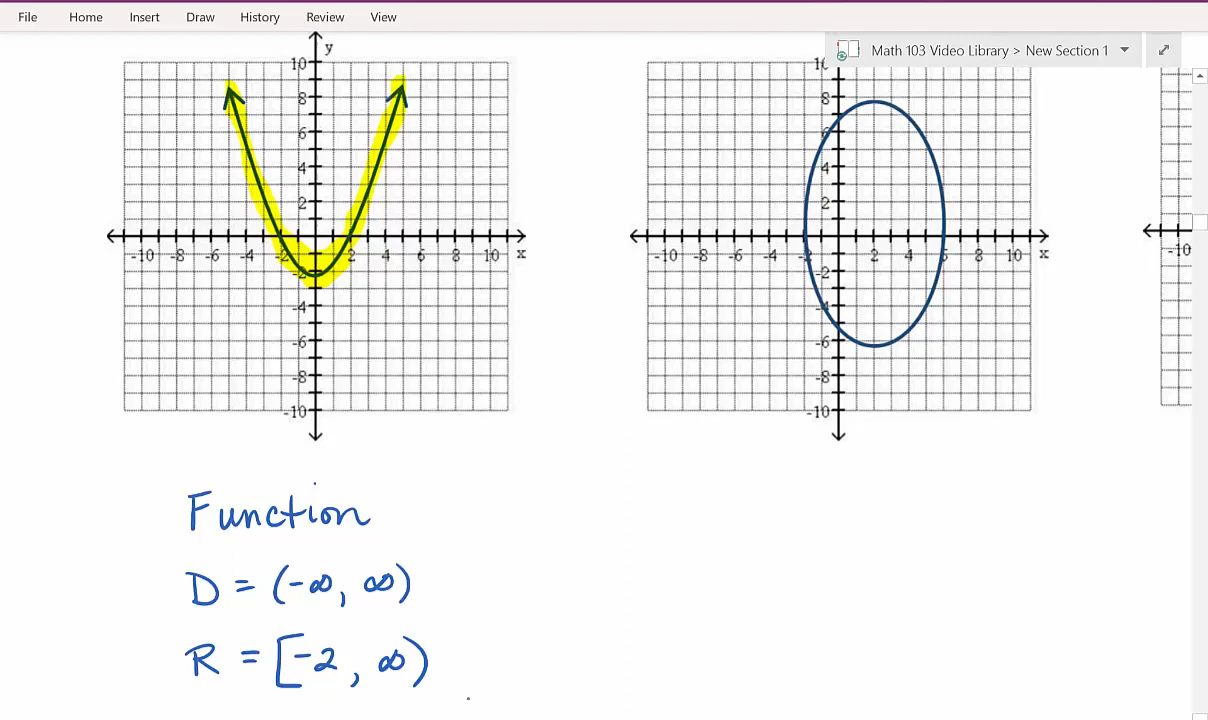 File Home Insert Draw History Review View
Math 103 Video Library > New Section 1
y
10
8
6
4
2
-10 -8 -6 -4 -2 2 4 6 8 10 x
-2
-4
-6
-8
-10
8
6
4
2
-10 -8 -6 -4 2 4 6 8 10 x
-2
-4
-6
-8
-10
-10
Function
D = (-∞, ∞)
R = [-2, ∞)